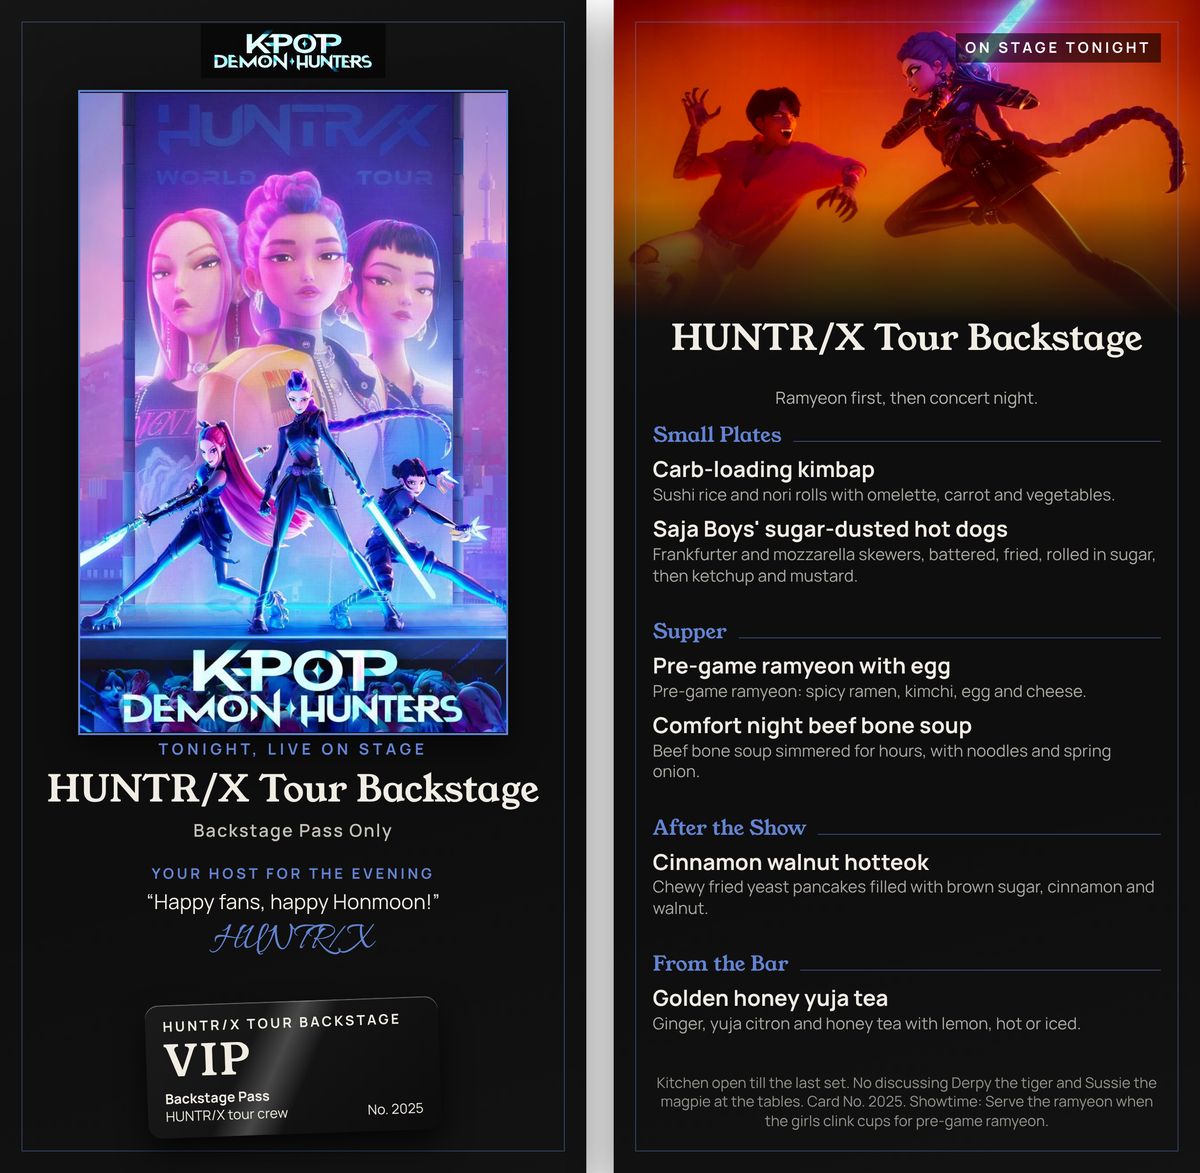 K-POP
DEMON HUNTERS
HUNTR/X
WORLD TOUR
HUNTR
K-POP
DEMON HUNTERS
TONIGHT, LIVE ON STAGE
HUNTR/X Tour Backstage
Backstage Pass Only
YOUR HOST FOR THE EVENING
“Happy fans, happy Honmoon!”
HUNTR/X
HUNTR/X TOUR BACKSTAGE
VIP
Backstage Pass
HUNTR/X tour crew
No. 2025
ON STAGE TONIGHT
HUNTR/X Tour Backstage
Ramyeon first, then concert night.
Small Plates
Carb-loading kimbap
Sushi rice and nori rolls with omelette, carrot and vegetables.
Saja Boys' sugar-dusted hot dogs
Frankfurter and mozzarella skewers, battered, fried, rolled in sugar,
then ketchup and mustard.
Supper
Pre-game ramyeon with egg
Pre-game ramyeon: spicy ramen, kimchi, egg and cheese.
Comfort night beef bone soup
Beef bone soup simmered for hours, with noodles and spring
onion.
After the Show
Cinnamon walnut hotteok
Chewy fried yeast pancakes filled with brown sugar, cinnamon and
walnut.
From the Bar
Golden honey yuja tea
Ginger, yuja citron and honey tea with lemon, hot or iced.
Kitchen open till the last set. No discussing Derpy the tiger and Sussie the
magpie at the tables. Card No. 2025. Showtime: Serve the ramyeon when
the girls clink cups for pre-game ramyeon.